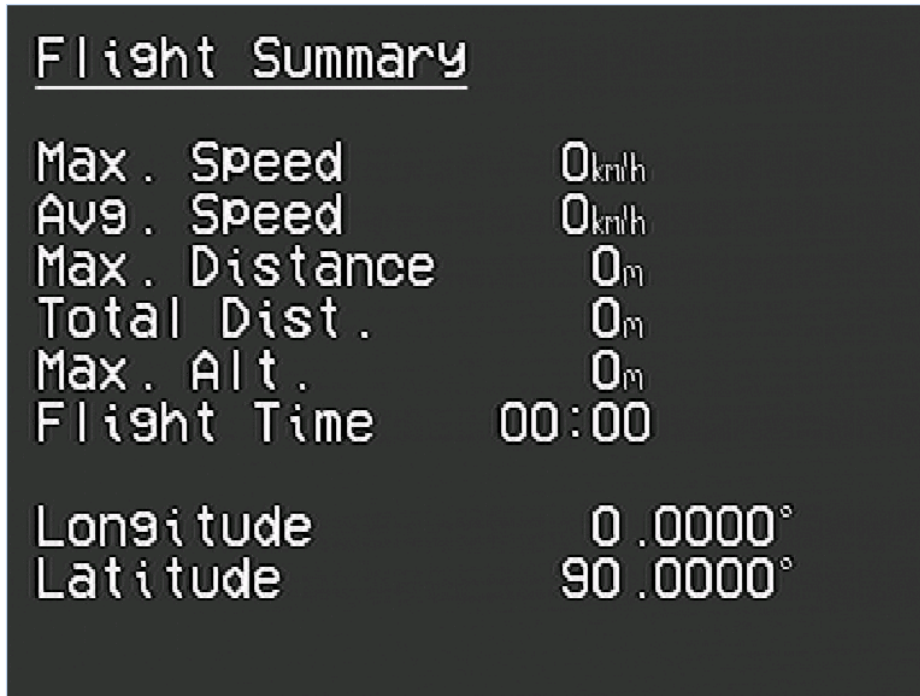 Flight Summary
Max. Speed 0km/h
Avg. Speed 0km/h
Max. Distance 0m
Total Dist. 0m
Max. Alt. 0m
Flight Time 00:00
Longitude 0.0000°
Latitude 90.0000°